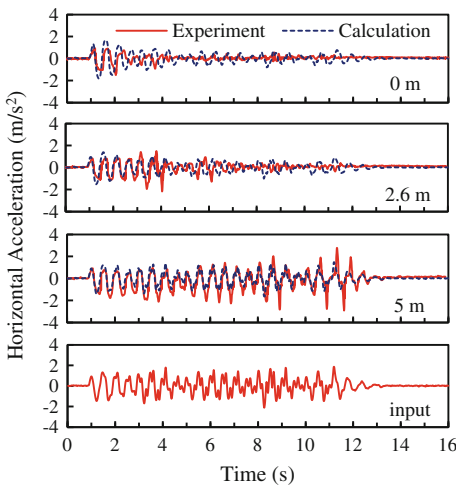 Horizontal Acceleration (m/s²)
4
2
0
-2
-4
Experiment
Calculation
0 m
4
2
0
-2
-4
2.6 m
4
2
0
-2
-4
5 m
4
2
0
-2
-4
input
0 2 4 6 8 10 12 14 16
Time (s)